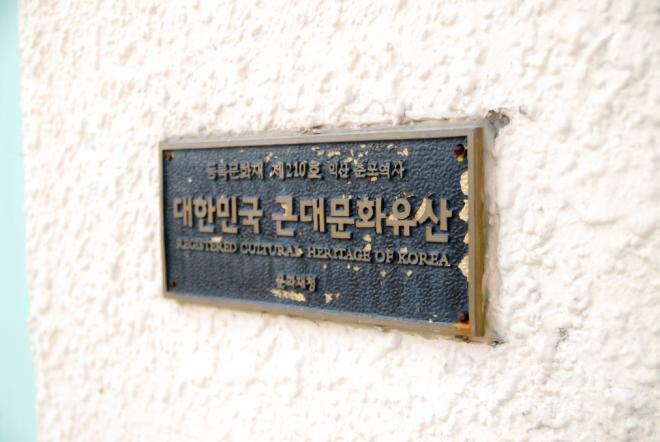 등록문화재 제210호 익산 춘포역사
대한민국 근대문화유산
REGISTERED CULTURAL HERITAGE OF KOREA
문화재청